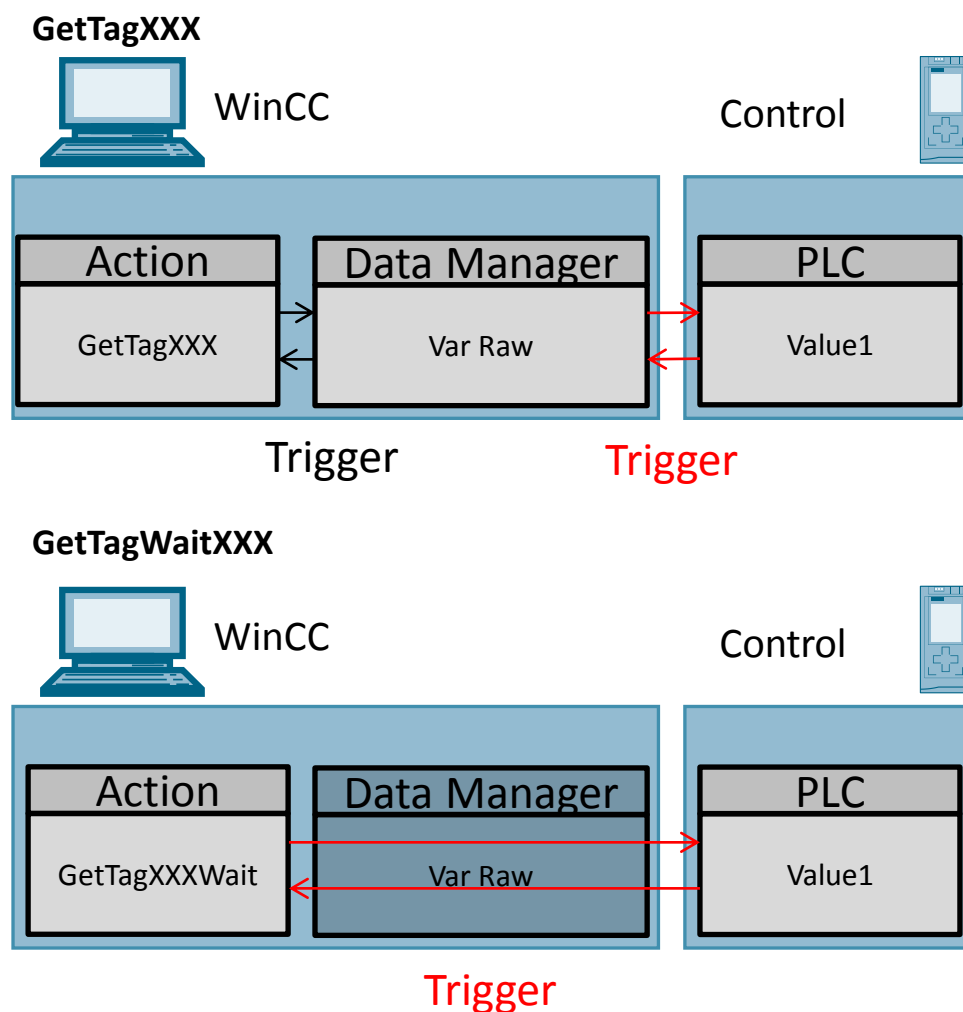 GetTagXXX
WinCC
Control
Action
Data Manager
PLC
GetTagXXX
Var Raw
Value1
Trigger
Trigger
GetTagWaitXXX
WinCC
Control
Action
Data Manager
PLC
GetTagXXXWait
Var Raw
Value1
Trigger